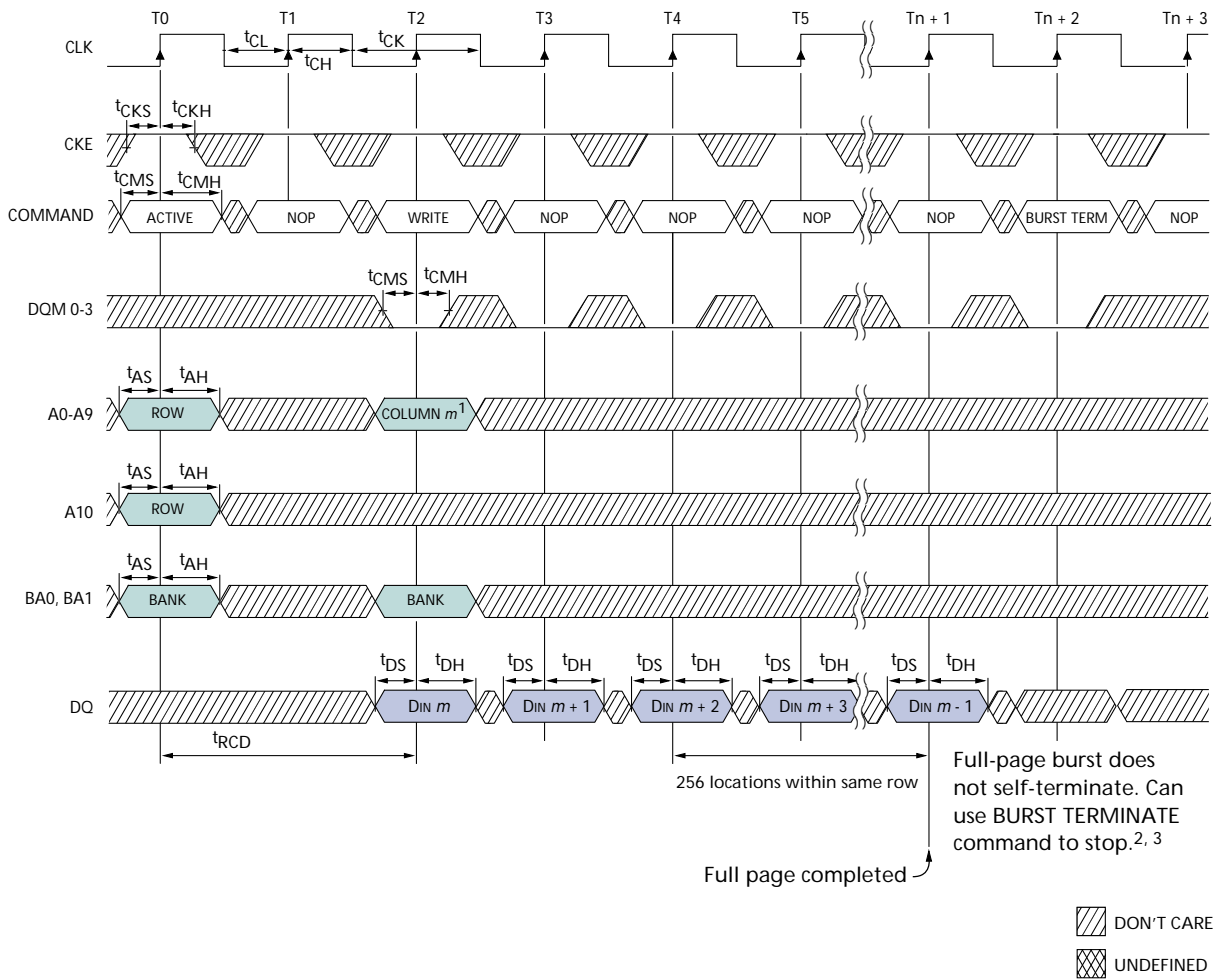 T0 T1 T2 T3 T4 T5 Tn + 1 Tn + 2 Tn + 3
CLK
tCL tCK
tCH
tCKS tCKH
CKE
tCMS tCMH
COMMAND ACTIVE NOP WRITE NOP NOP NOP NOP BURST TERM NOP
tCMS tCMH
DQM 0-3
tAS tAH
A0-A9 ROW COLUMN m1
tAS tAH
A10 ROW
tAS tAH
BA0, BA1 BANK BANK
tDS tDH tDS tDH tDS tDH tDS tDH tDS tDH
DQ DIN m DIN m + 1 DIN m + 2 DIN m + 3 DIN m - 1
tRCD
256 locations within same row
Full-page burst does
not self-terminate. Can
use BURST TERMINATE
command to stop.2, 3
Full page completed
DON'T CARE
UNDEFINED